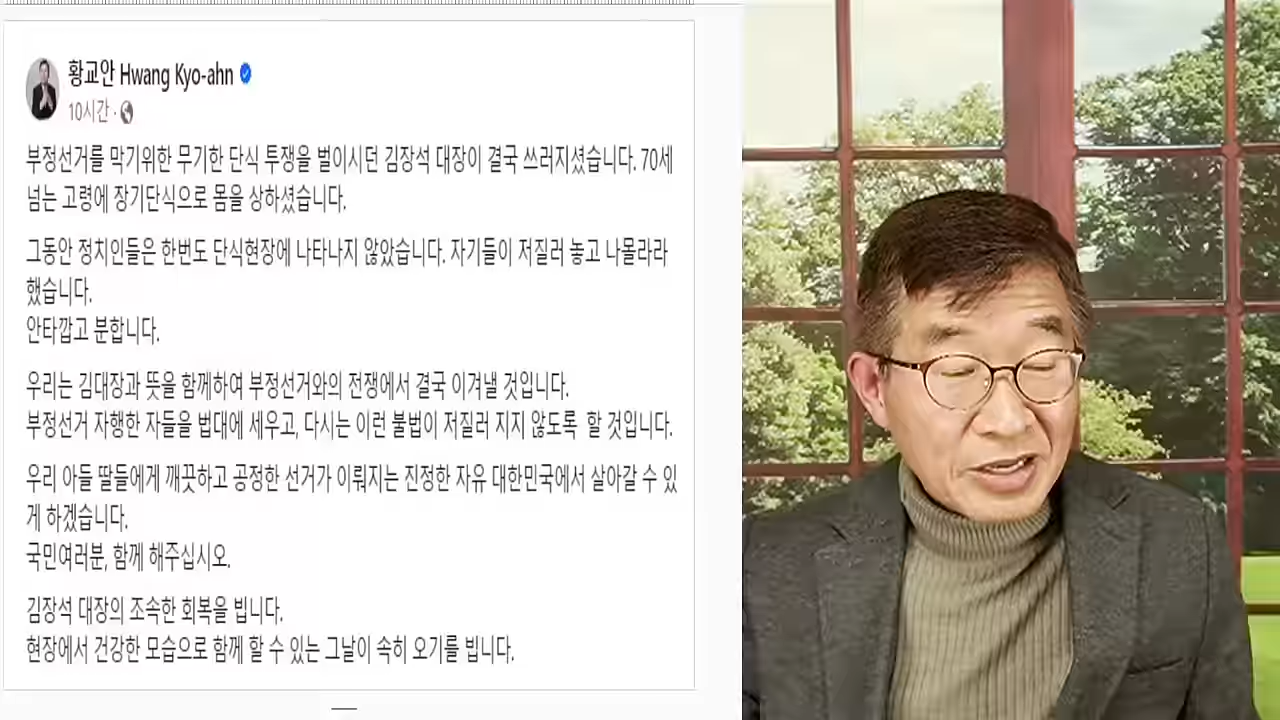 황교안 Hwang Kyo-ahn
10시간 ·
부정선거를 막기위한 무기한 단식 투쟁을 벌이시던 김장석 대장이 결국 쓰러지셨습니다. 70세
넘는 고령에 장기단식으로 몸을 상하셨습니다.
그동안 정치인들은 한번도 단식현장에 나타나지 않았습니다. 자기들이 저질러 놓고 나몰라라
했습니다.
안타깝고 분합니다.
우리는 김대장과 뜻을 함께하여 부정선거와의 전쟁에서 결국 이겨낼 것입니다.
부정선거 자행한 자들을 법대에 세우고, 다시는 이런 불법이 저질러 지지 않도록 할 것입니다.
우리 아들 딸들에게 깨끗하고 공정한 선거가 이뤄지는 진정한 자유 대한민국에서 살아갈 수 있
게 하겠습니다.
국민여러분, 함께 해주십시오.
김장석 대장의 조속한 회복을 빕니다.
현장에서 건강한 모습으로 함께 할 수 있는 그날이 속히 오기를 빕니다.